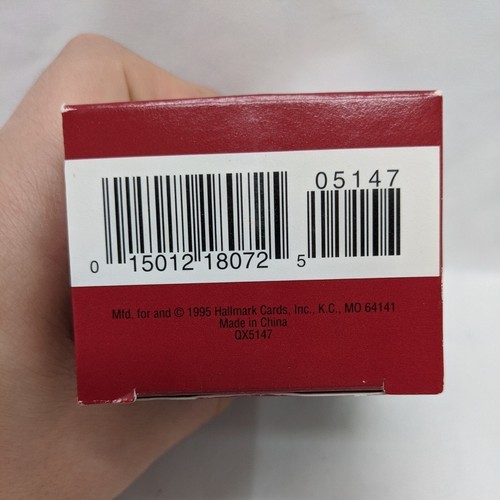 05147
0 15012 18072 5
Mfd. for and © 1995 Hallmark Cards, Inc., K.C., MO 64141
Made in China
QX5147